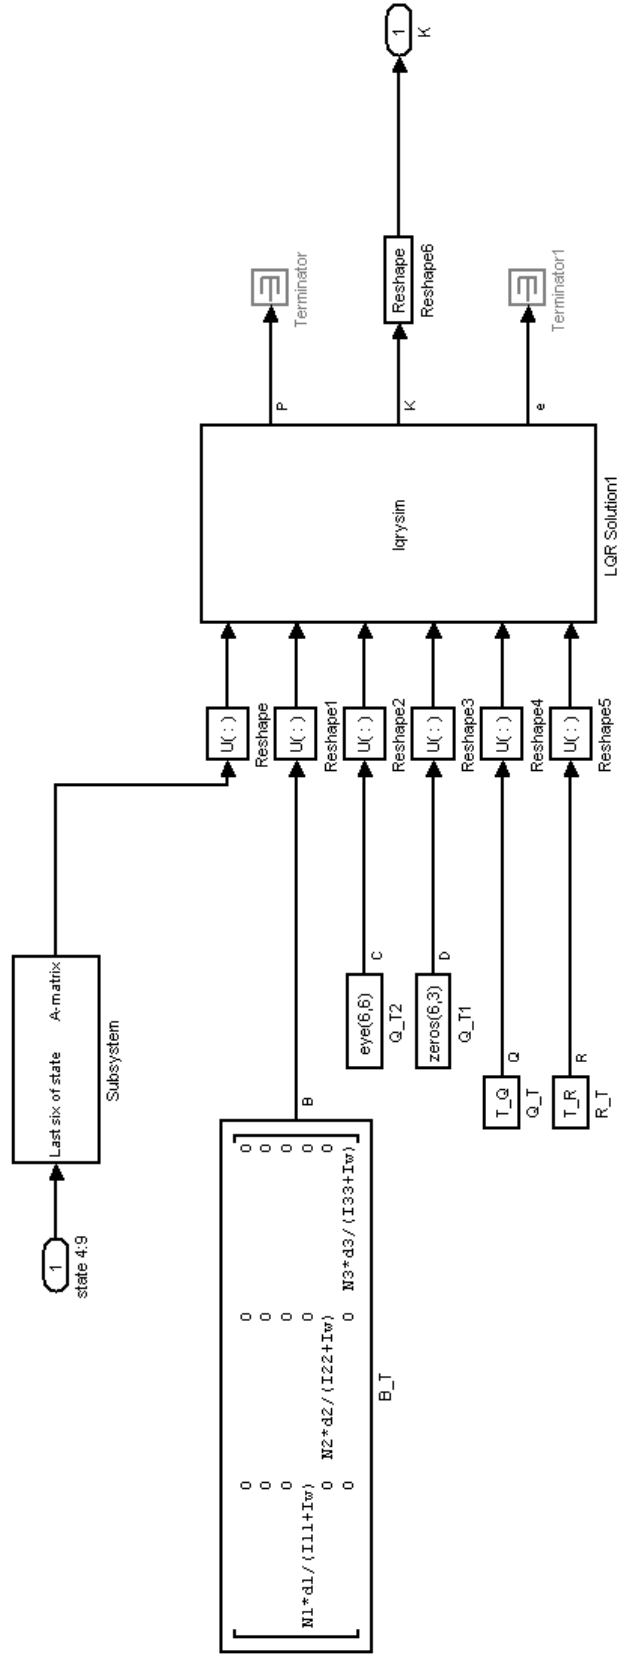 1
state 4:9
Last six of state A-matrix
Subsystem
0 0 0
0 0 0
0 0 0
N1*d1/(I11+Iw) 0 0
0 N2*d2/(I22+Iw) 0
0 0 N3*d3/(I33+Iw)
B_T
B
eye(6,6)
Q_T2
C
zeros(6,3)
Q_T1
D
T_Q
Q_T
Q
T_R
R_T
R
U( : )
Reshape
U( : )
Reshape1
U( : )
Reshape2
U( : )
Reshape3
U( : )
Reshape4
U( : )
Reshape5
lqrysim
LQR Solution1
P
Terminator
K
Reshape
Reshape6
e
Terminator1
1
K